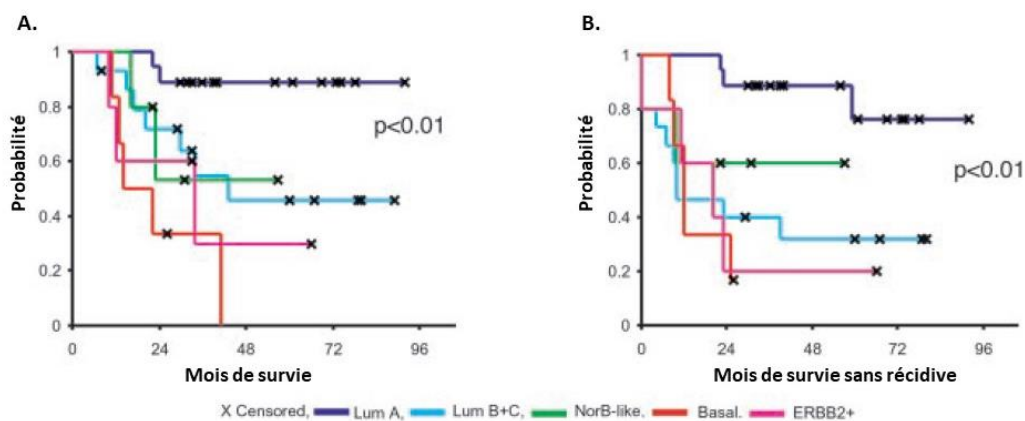 A.
B.
Probabilité
1
0.8
0.6
0.4
0.2
0
p<0.01
0 24 48 72 96
Mois de survie
Probabilité
1
0.8
0.6
0.4
0.2
0
p<0.01
0 24 48 72 96
Mois de survie sans récidive
X Censored, Lum A, Lum B+C, NorB-like. Basal. ERBB2+